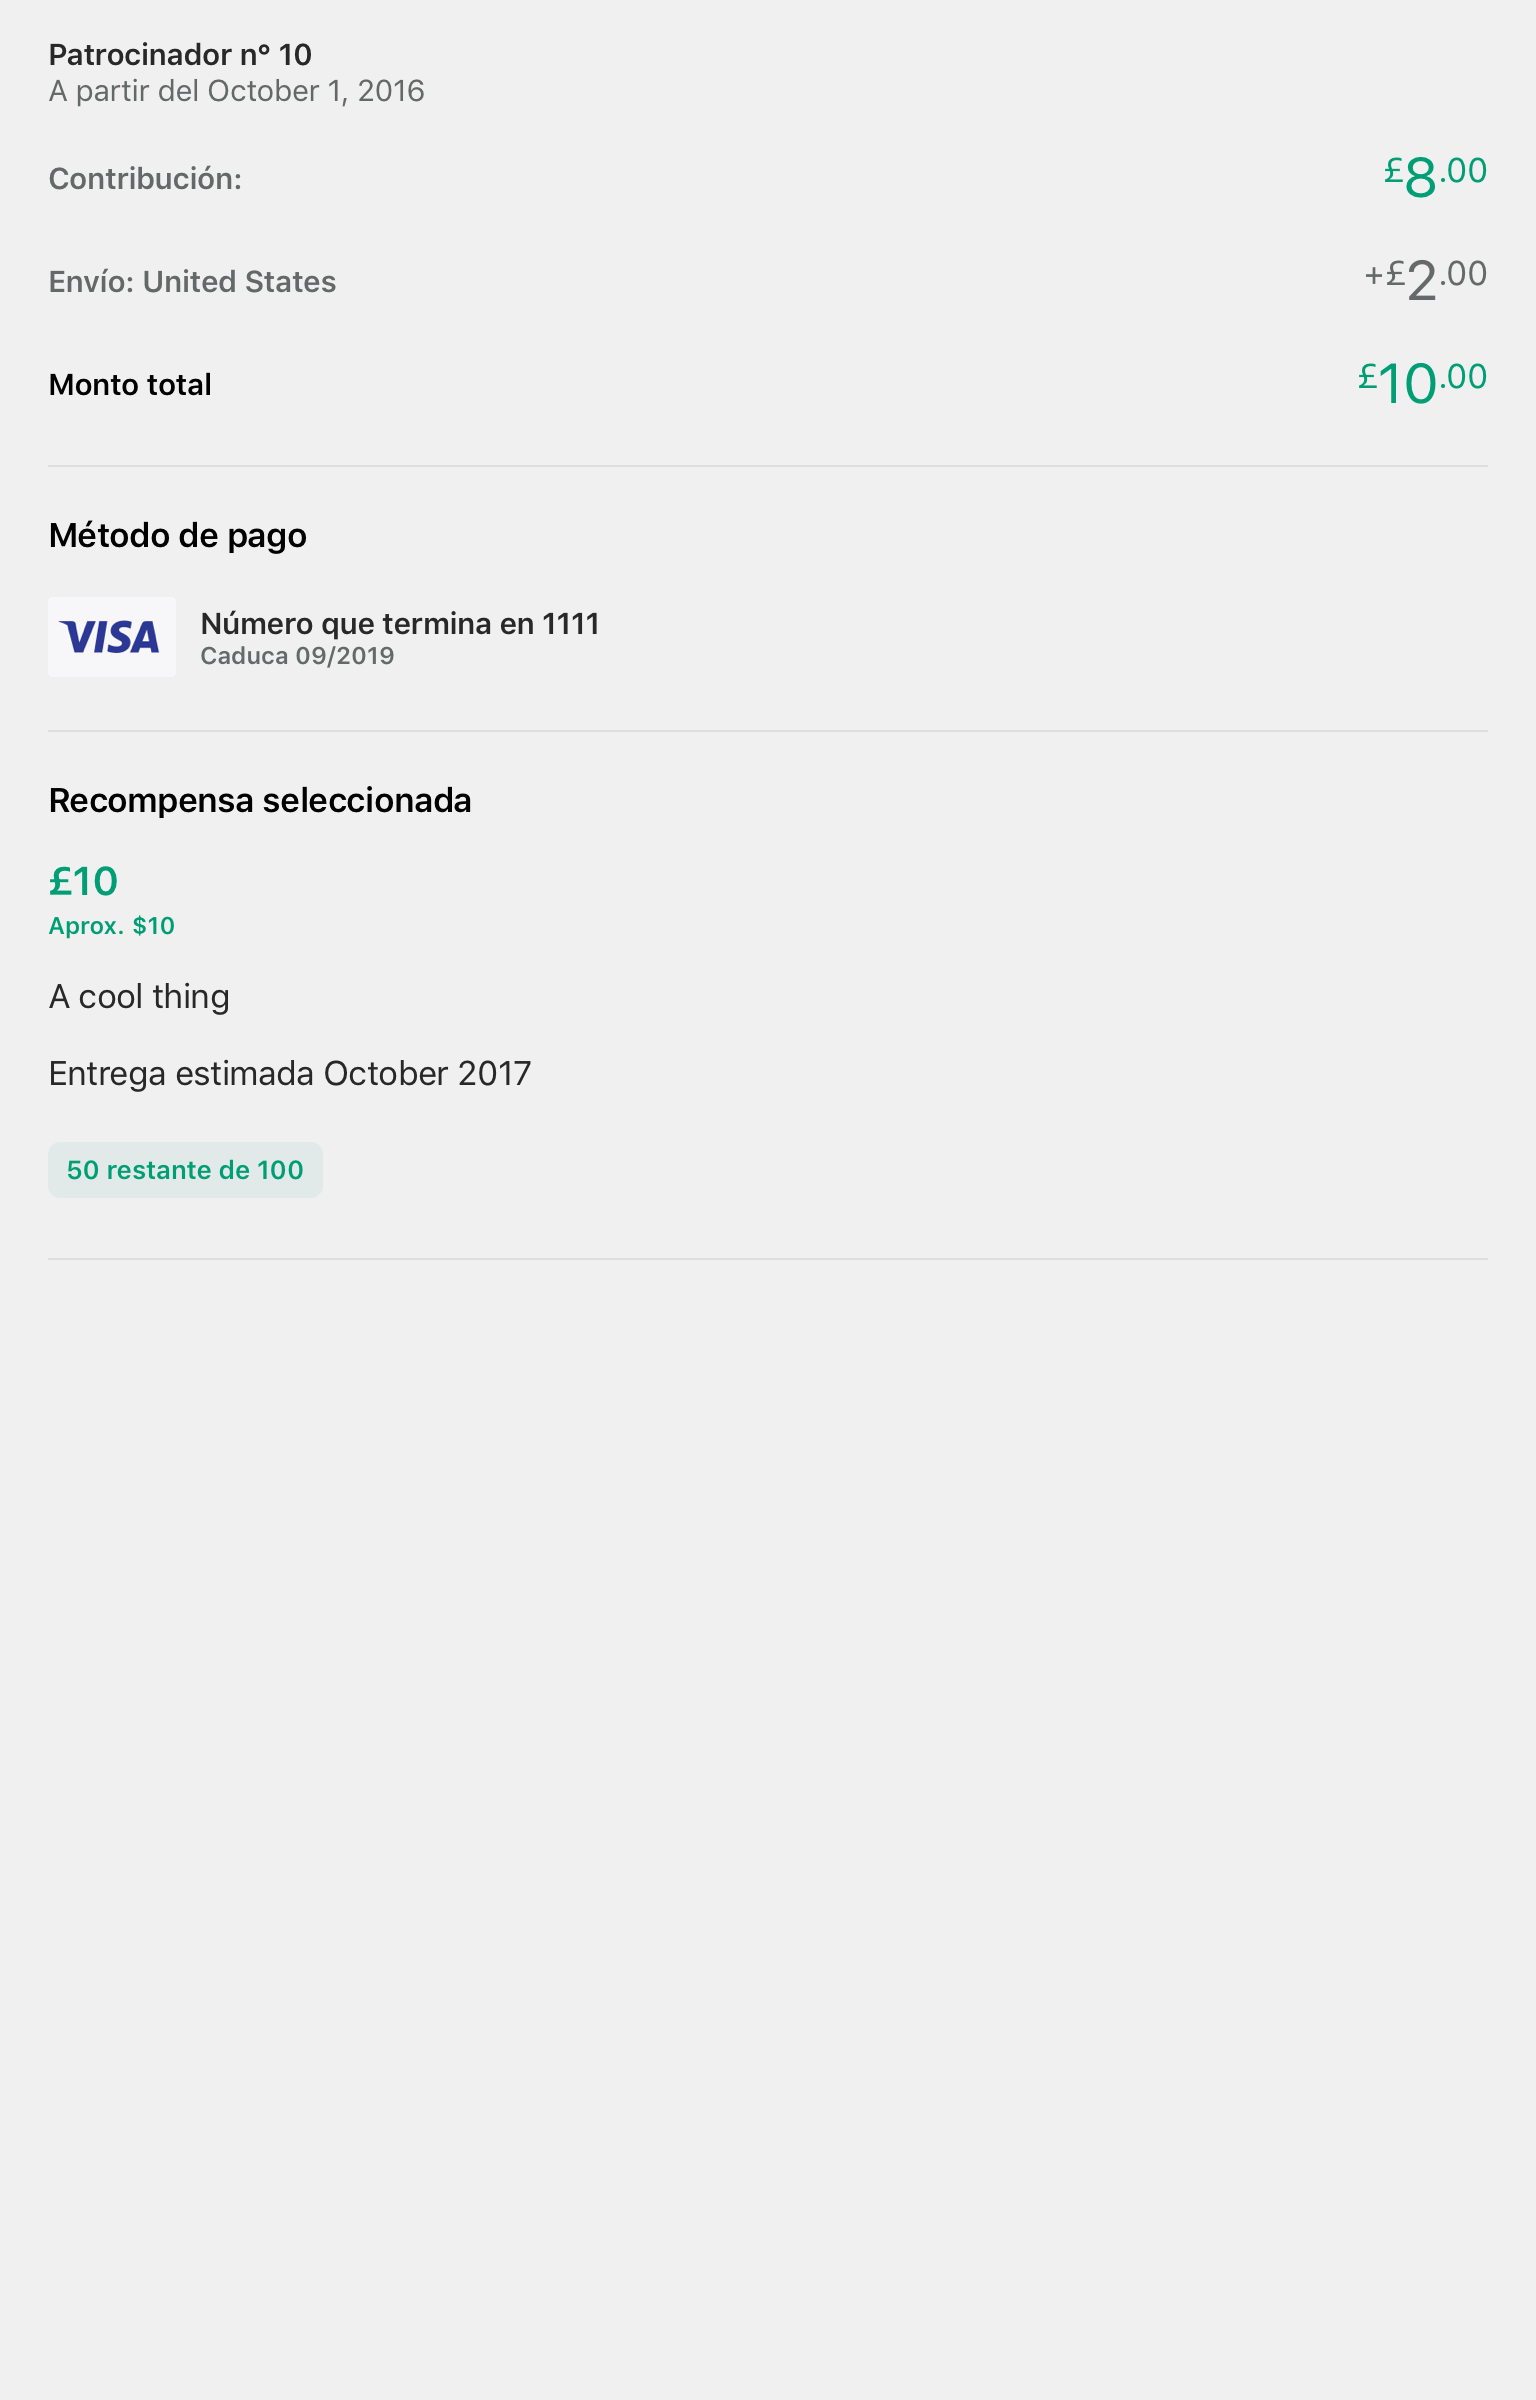 Patrocinador nº 10
A partir del October 1, 2016
Contribución: £8.00
Envío: United States +£2.00
Monto total £10.00
Método de pago
VISA Número que termina en 1111
Caduca 09/2019
Recompensa seleccionada
£10
Aprox. $10
A cool thing
Entrega estimada October 2017
50 restante de 100